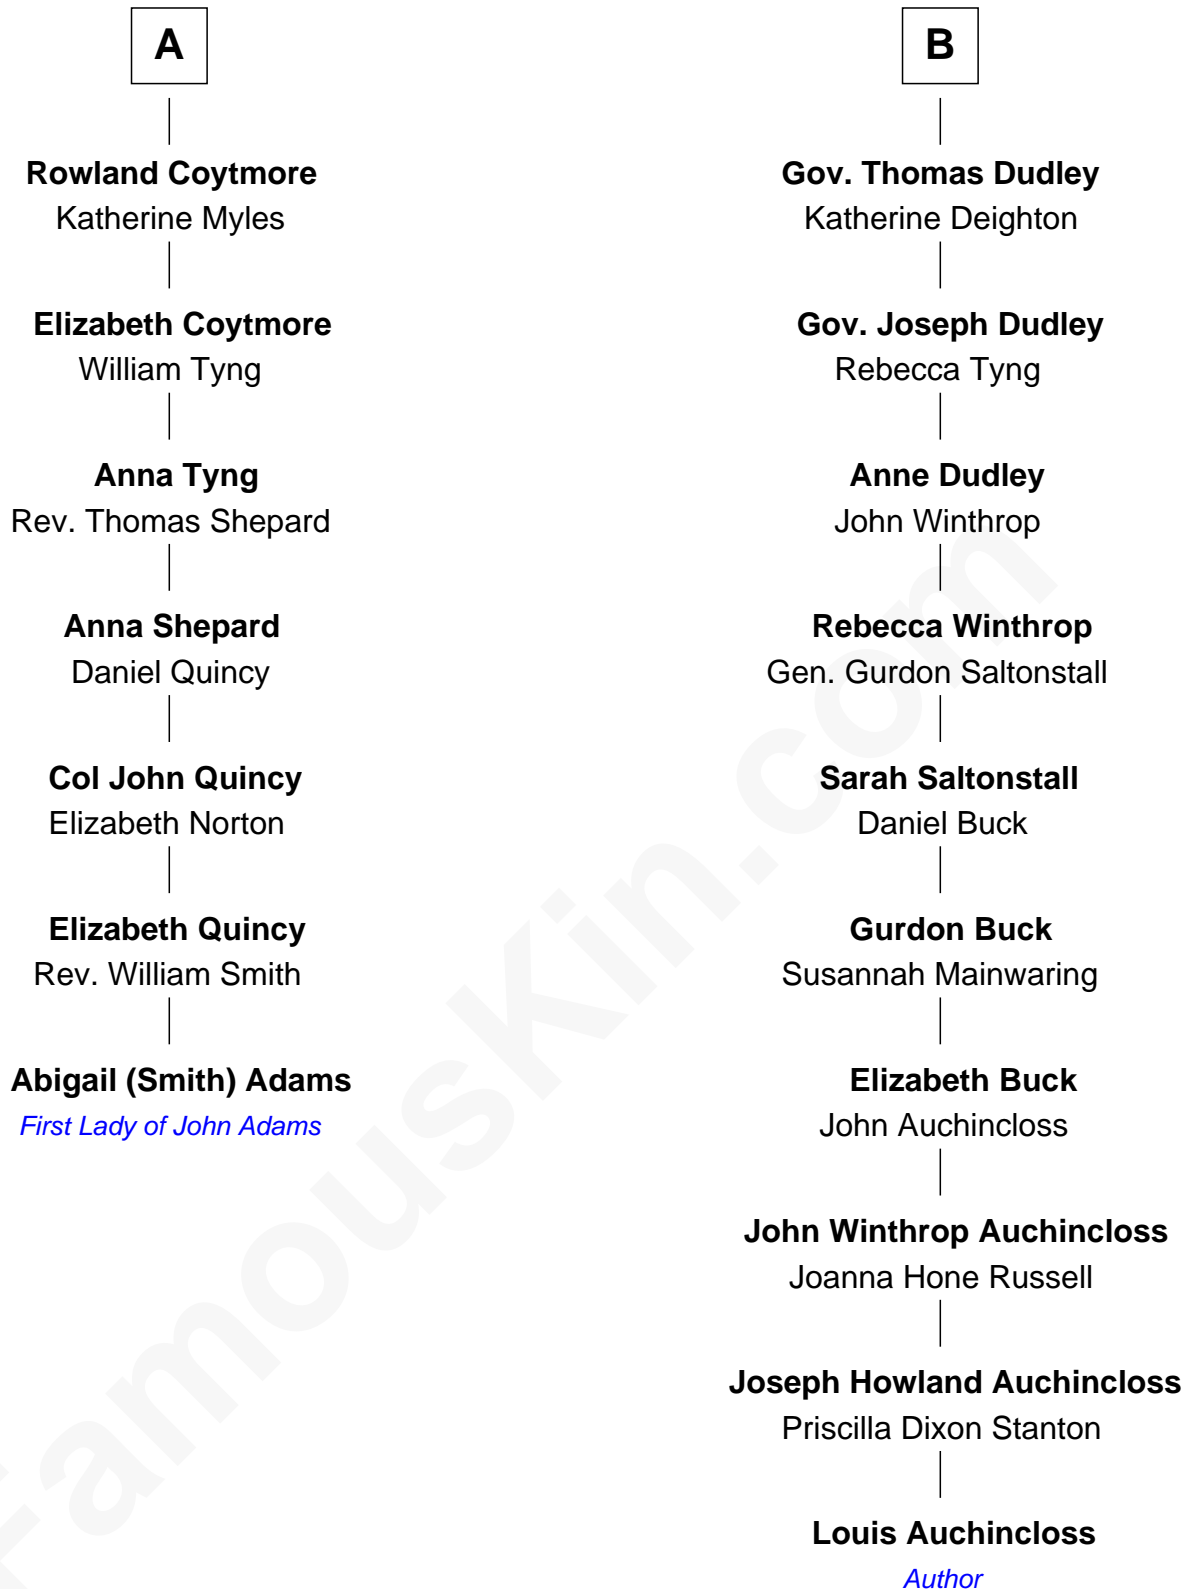 A
Rowland Coytmore
Katherine Myles
Elizabeth Coytmore
William Tyng
Anna Tyng
Rev. Thomas Shepard
Anna Shepard
Daniel Quincy
Col John Quincy
Elizabeth Norton
Elizabeth Quincy
Rev. William Smith
Abigail (Smith) Adams
First Lady of John Adams
B
Gov. Thomas Dudley
Katherine Deighton
Gov. Joseph Dudley
Rebecca Tyng
Anne Dudley
John Winthrop
Rebecca Winthrop
Gen. Gurdon Saltonstall
Sarah Saltonstall
Daniel Buck
Gurdon Buck
Susannah Mainwaring
Elizabeth Buck
John Auchincloss
John Winthrop Auchincloss
Joanna Hone Russell
Joseph Howland Auchincloss
Priscilla Dixon Stanton
Louis Auchincloss
Author
FamousKin.com